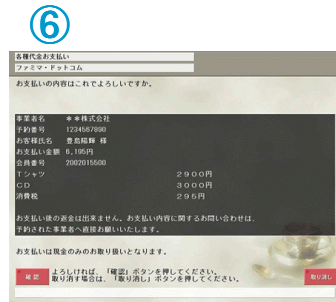 ⑥
各種代金お支払い
ファミマ・ドットコム
お支払いの内容はこれでよろしいですか。
事業者名 ＊＊株式会社
予約番号 1234567890
お客様氏名 豊島陽輝 様
お支払い金額 6,195円
会員番号 2002015500
Tシャツ 2900円
CD 3000円
消費税 295円
お支払い後の返金は出来ません。お支払い内容に関するお問い合わせは、
予約された事業者へ直接お願いいたします。
お支払いは現金のみのお取り扱いとなります。
確認 よろしければ、「確認」ボタンを押してください。
取り消す場合は、「取り消し」ボタンを押してください。 取り消し